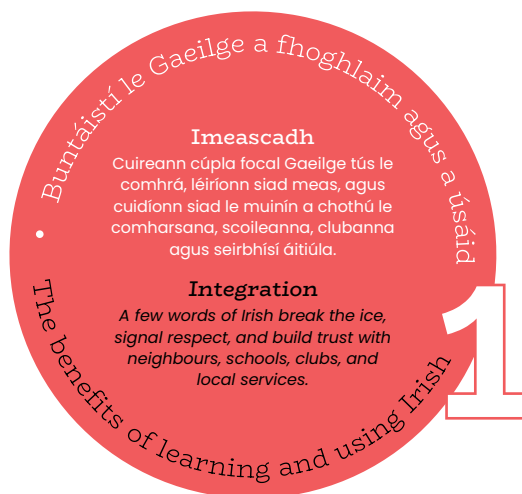 Buntáistí le Gaeilge a fhoghlaim agus a úsáid
Imeascadh
Cuireann cúpla focal Gaeilge tús le
comhrá, léiríonn siad meas, agus
cuidíonn siad le muinín a chothú le
comharsana, scoileanna, clubanna
agus seirbhísí áitiúla.
Integration
A few words of Irish break the ice,
signal respect, and build trust with
neighbours, schools, clubs, and
local services.
The benefits of learning and using Irish
1